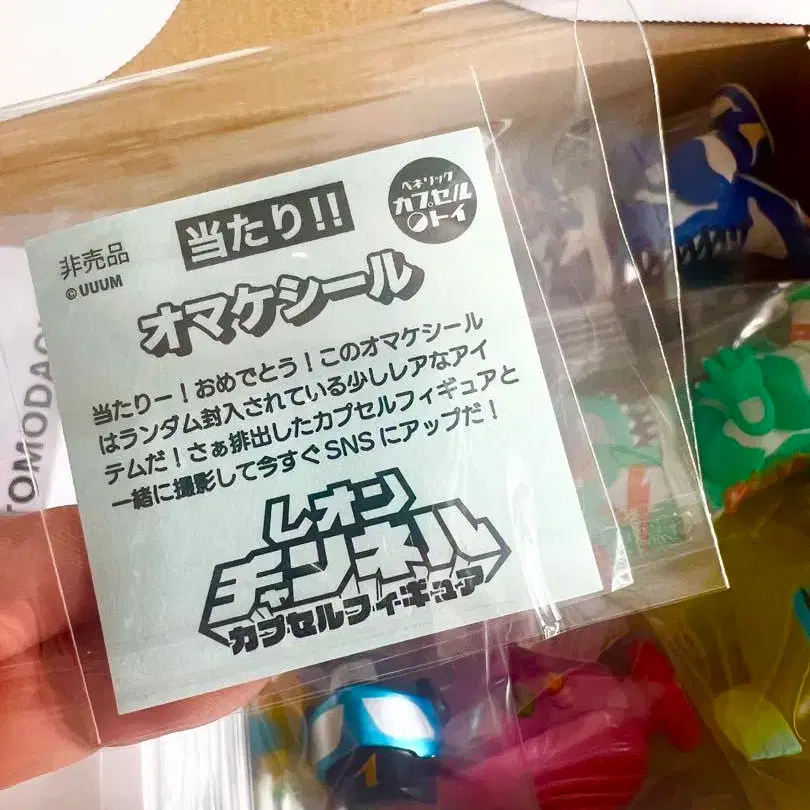 非売品
©UUUM
当たり!!
ベネリック
カプセル
トイ
オマケシール
当たりー！おめでとう！このオマケシール
はランダム封入されている少しレアなアイ
テムだ！さぁ排出したカプセルフィギュアと
一緒に撮影して今すぐSNSにアップだ！
レオン
チャンネル
カプセルフィギュア
TOMODAC